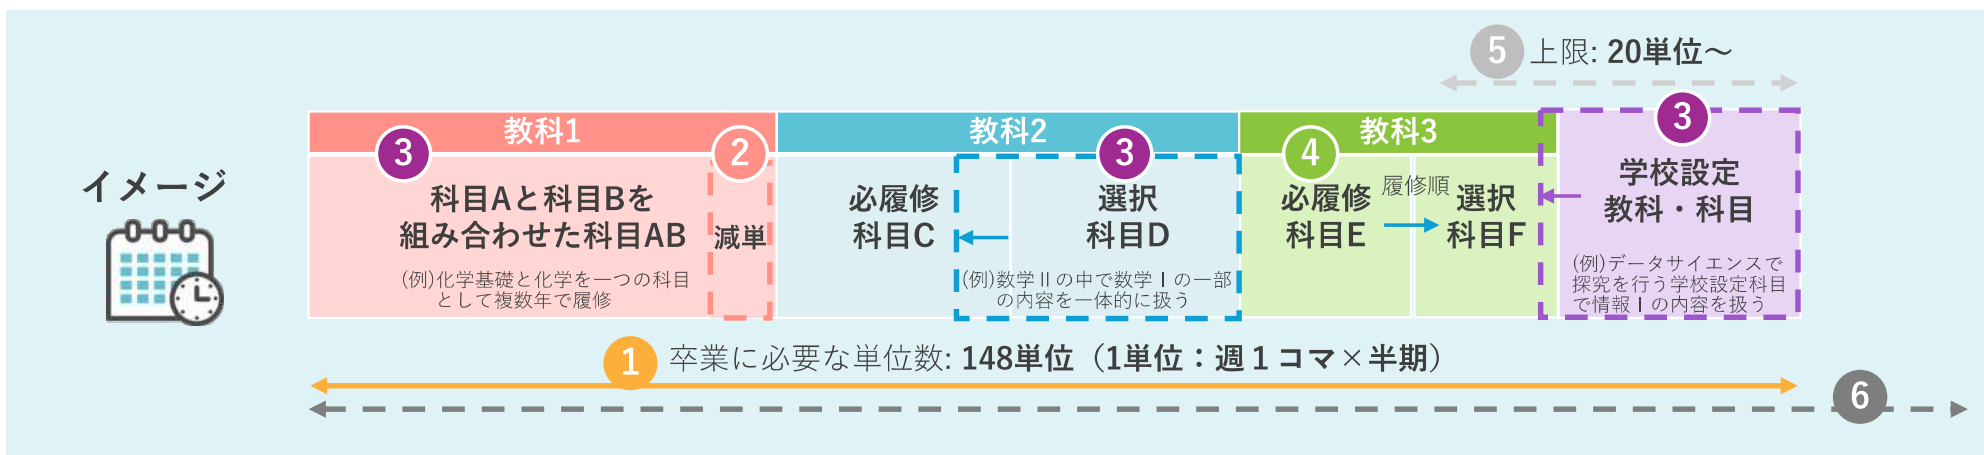 5 上限: 20単位～
教科1
教科2
教科3
3
2
3
4
3
イメージ
科目Aと科目Bを
組み合わせた科目AB
(例)化学基礎と化学を一つの科目
として複数年で履修
減単
必履修
科目C
選択
科目D
(例)数学Ⅱの中で数学Ⅰの一部
の内容を一体的に扱う
必履修
科目E
履修順
選択
科目F
学校設定
教科・科目
(例)データサイエンスで
探究を行う学校設定科目
で情報Ⅰの内容を扱う
1 卒業に必要な単位数: 148単位（1単位：週１コマ×半期）
6